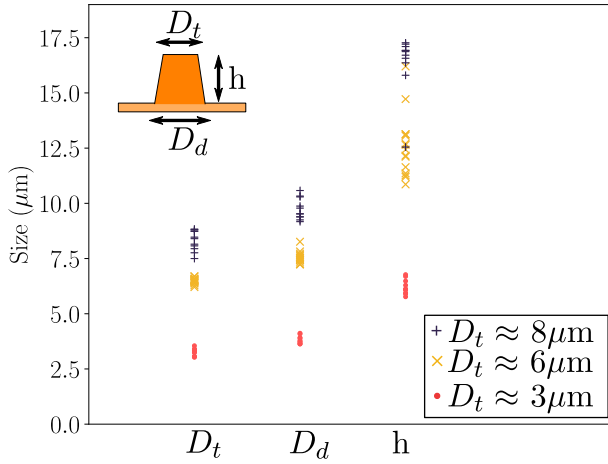 17.5
15.0
12.5
10.0
7.5
5.0
2.5
0.0
Size (μm)
D_t
h
D_d
D_t ≈ 8μm
D_t ≈ 6μm
D_t ≈ 3μm
D_t D_d h